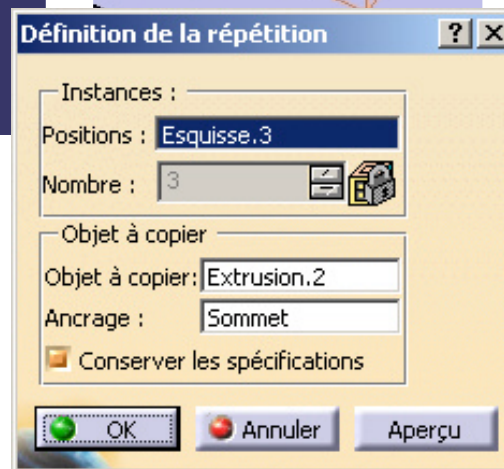 Définition de la répétition
Instances :
Positions : Esquisse.3
Nombre : 3
Objet à copier
Objet à copier: Extrusion.2
Ancrage : Sommet
Conserver les spécifications
OK Annuler Aperçu